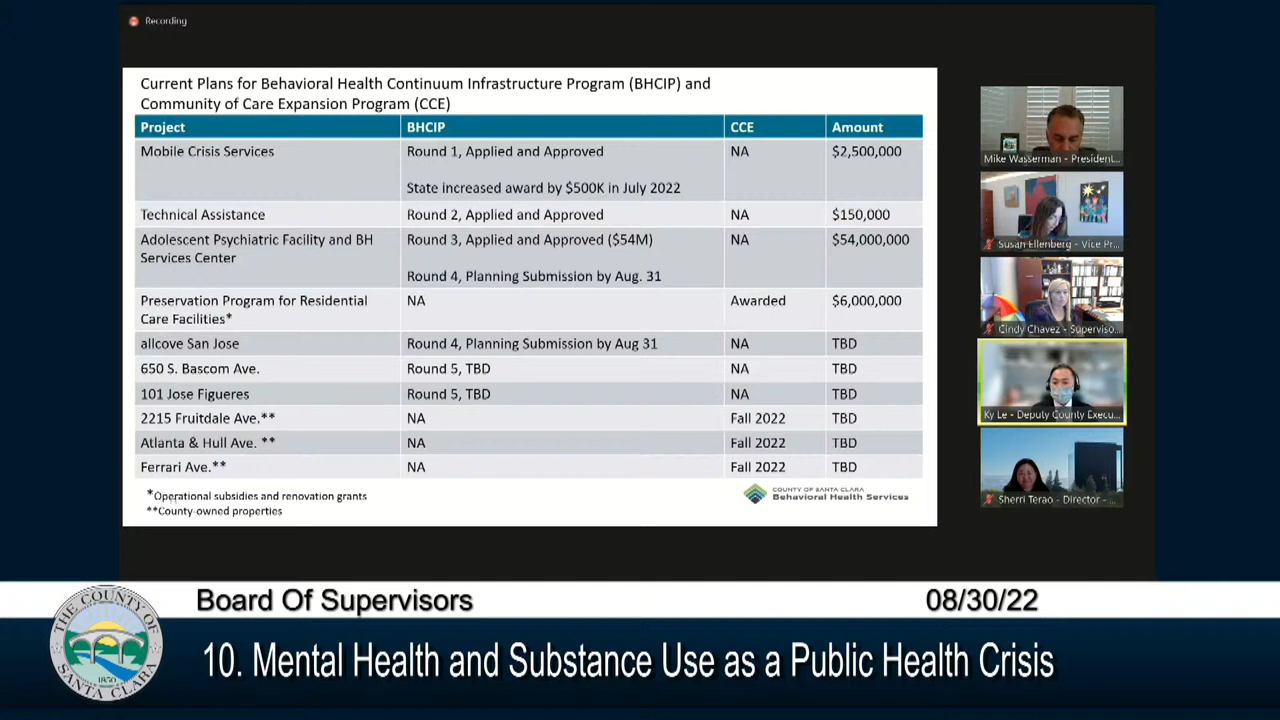 Recording
Current Plans for Behavioral Health Continuum Infrastructure Program (BHCIP) and
Community of Care Expansion Program (CCE)
Project BHCIP CCE Amount
Mobile Crisis Services Round 1, Applied and Approved NA $2,500,000
State increased award by $500K in July 2022
Technical Assistance Round 2, Applied and Approved NA $150,000
Adolescent Psychiatric Facility and BH Round 3, Applied and Approved ($54M) NA $54,000,000
Services Center
Round 4, Planning Submission by Aug. 31
Preservation Program for Residential NA Awarded $6,000,000
Care Facilities*
allcove San Jose Round 4, Planning Submission by Aug 31 NA TBD
650 S. Bascom Ave. Round 5, TBD NA TBD
101 Jose Figueres Round 5, TBD NA TBD
2215 Fruitdale Ave.** NA Fall 2022 TBD
Atlanta & Hull Ave. ** NA Fall 2022 TBD
Ferrari Ave.** NA Fall 2022 TBD
*Operational subsidies and renovation grants
**County-owned properties
COUNTY OF SANTA CLARA
Behavioral Health Services
Mike Wasserman - President...
Susan Ellenberg - Vice Pr...
Cindy Chavez - Superviso...
Ky Le - Deputy County Execu...
Sherri Terao - Director - ...
Board Of Supervisors 08/30/22
10. Mental Health and Substance Use as a Public Health Crisis
THE COUNTY OF SANTA CLARA
1850